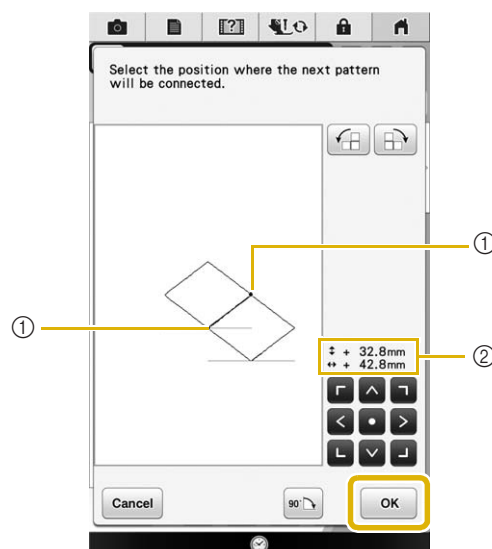 [?]
Select the position where the next pattern
will be connected.
①
①
↕ + 32.8mm
↔ + 42.8mm
②
Cancel
90°
OK